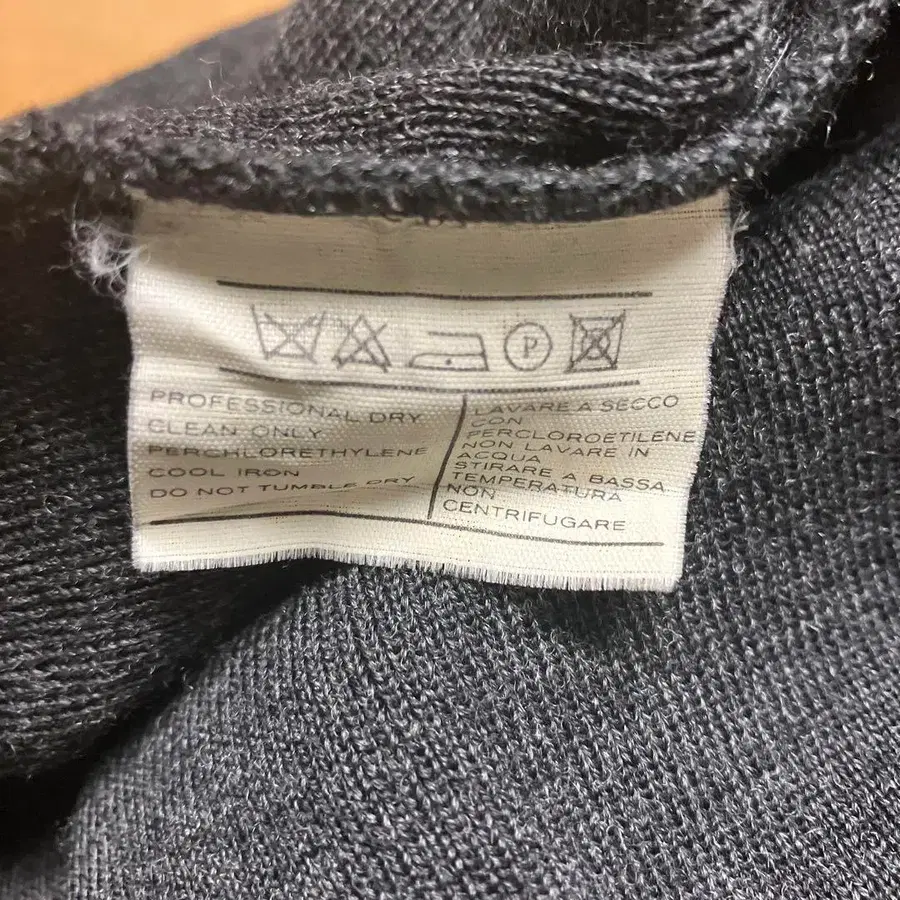 P
PROFESSIONAL DRY
CLEAN ONLY
PERCHLORETHYLENE
COOL IRON
DO NOT TUMBLE DRY
LAVARE A SECCO
CON
PERCLOROETILENE
NON LAVARE IN
ACQUA
STIRARE A BASSA
TEMPERATURA
NON
CENTRIFUGARE